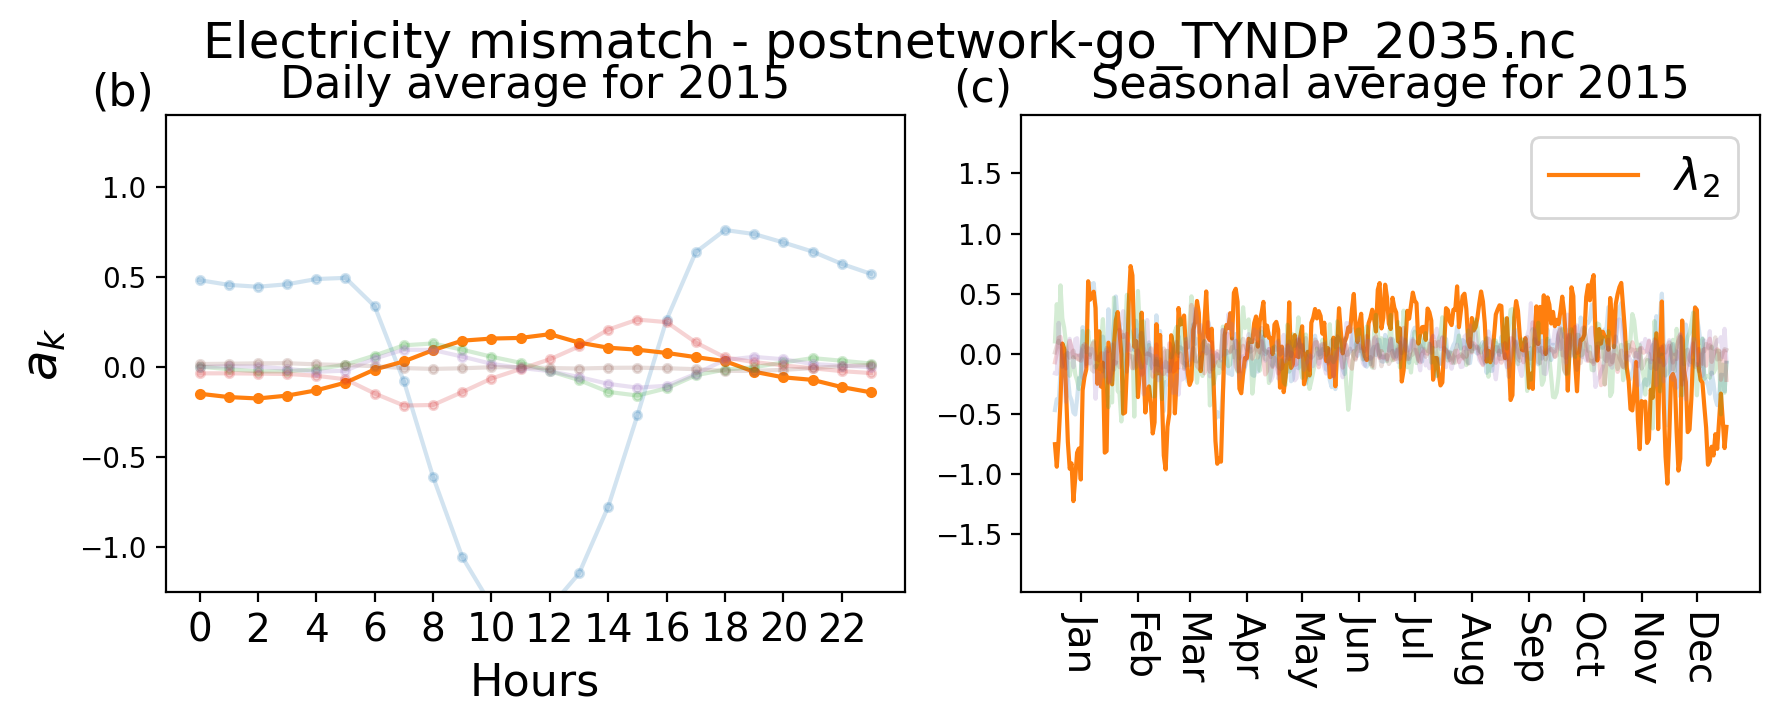 Electricity mismatch - postnetwork-go_TYNDP_2035.nc
(b)
Daily average for 2015
1.0
0.5
0.0
−0.5
−1.0
a_k
0 2 4 6 8 10 12 14 16 18 20 22
Hours
(c)
Seasonal average for 2015
λ₂
1.5
1.0
0.5
0.0
−0.5
−1.0
−1.5
Jan Feb Mar Apr May Jun Jul Aug Sep Oct Nov Dec